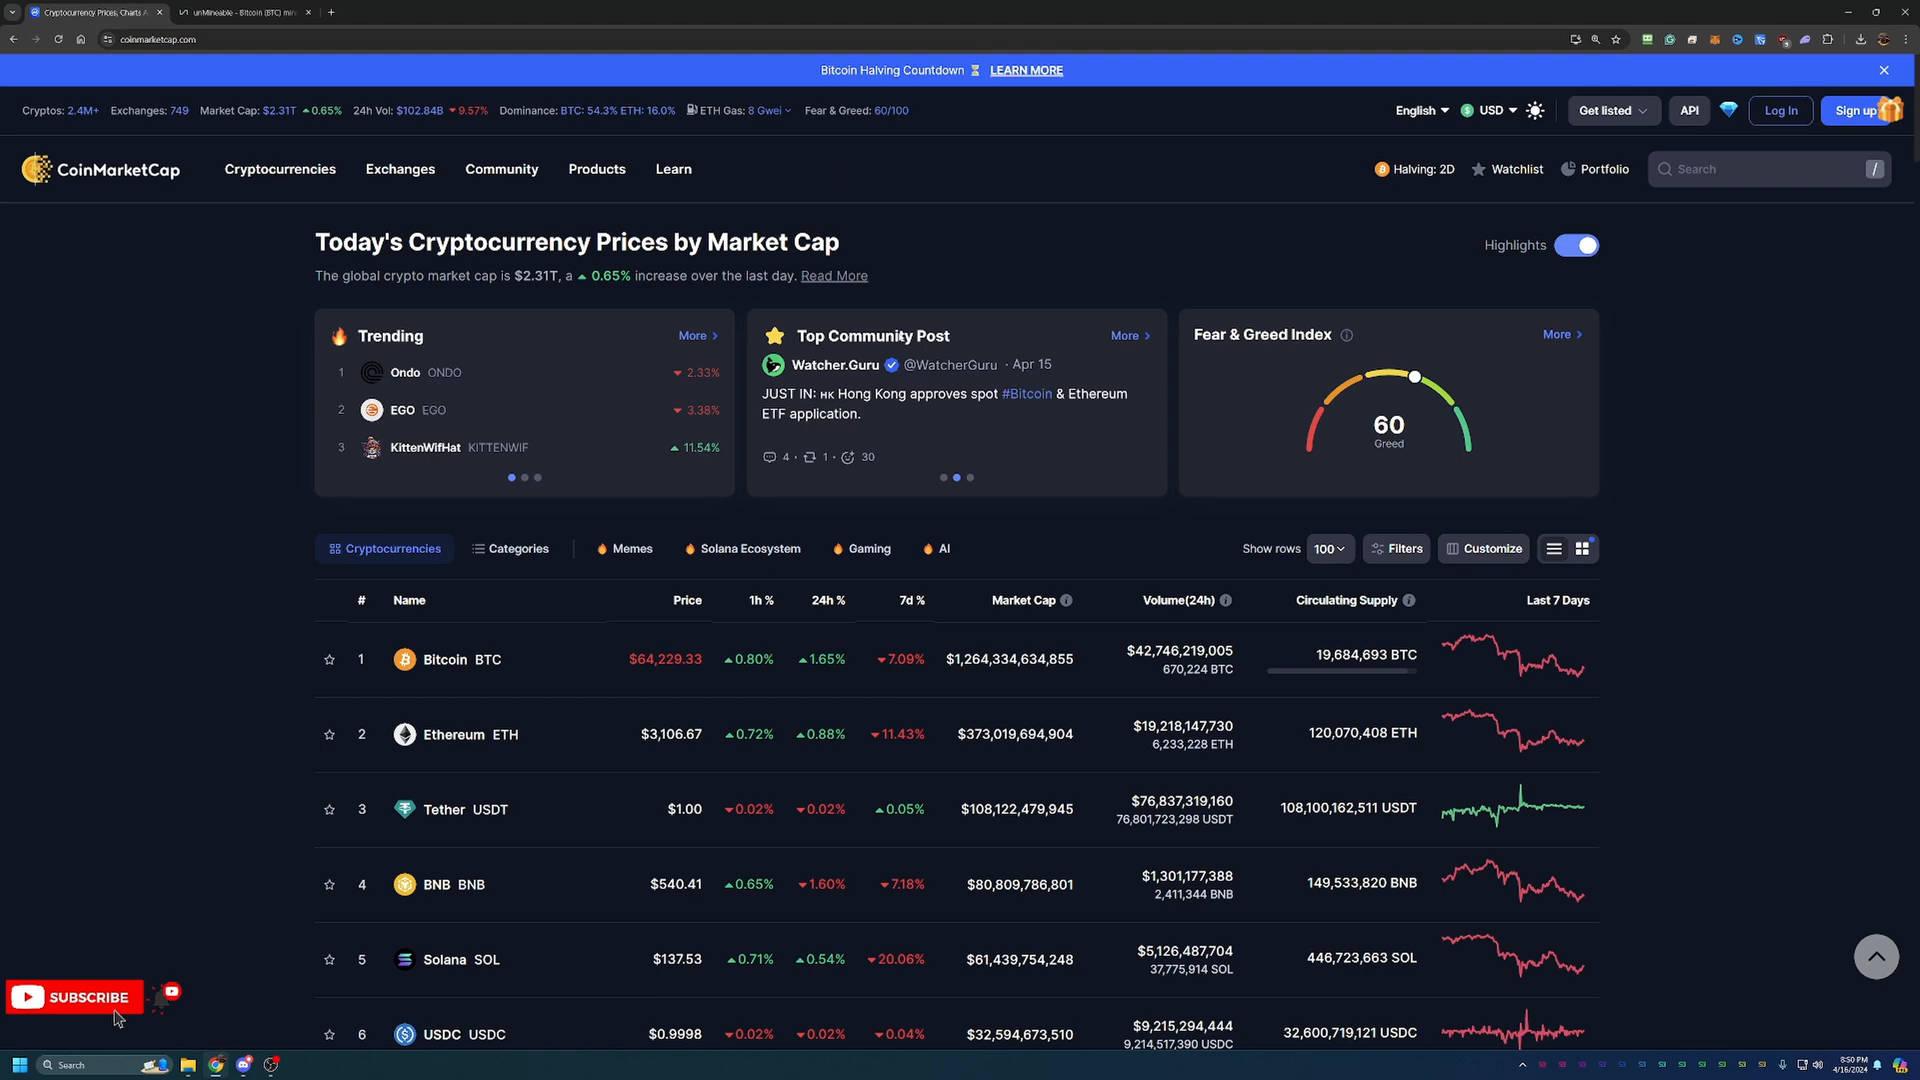 Cryptocurrency Prices, Charts A
unMineable - Bitcoin (BTC) min
coinmarketcap.com
Bitcoin Halving Countdown ⏳ LEARN MORE
Cryptos: 2.4M+ Exchanges: 749 Market Cap: $2.31T 0.65% 24h Vol: $102.84B 9.57% Dominance: BTC: 54.3% ETH: 16.0% ETH Gas: 8 Gwei Fear & Greed: 60/100
English USD Get listed API Log In Sign up
CoinMarketCap Cryptocurrencies Exchanges Community Products Learn Halving: 2D Watchlist Portfolio Search /
Today's Cryptocurrency Prices by Market Cap
Highlights
The global crypto market cap is $2.31T, a 0.65% increase over the last day. Read More
Trending More >
1 Ondo ONDO 2.33%
2 EGO EGO 3.38%
3 KittenWifHat KITTENWIF 11.54%
Top Community Post More >
Watcher.Guru @WatcherGuru · Apr 15
JUST IN: HK Hong Kong approves spot #Bitcoin & Ethereum
ETF application.
4 · 1 · 30
Fear & Greed Index More >
60
Greed
Cryptocurrencies Categories Memes Solana Ecosystem Gaming AI Show rows 100 Filters Customize
# Name Price 1h % 24h % 7d % Market Cap Volume(24h) Circulating Supply Last 7 Days
1 Bitcoin BTC $64,229.33 0.80% 1.65% 7.09% $1,264,334,634,855 $42,746,219,005 19,684,693 BTC
670,224 BTC
2 Ethereum ETH $3,106.67 0.72% 0.88% 11.43% $373,019,694,904 $19,218,147,730 120,070,408 ETH
6,233,228 ETH
3 Tether USDT $1.00 0.02% 0.02% 0.05% $108,122,479,945 $76,837,319,160 108,100,162,511 USDT
76,801,723,298 USDT
4 BNB BNB $540.41 0.65% 1.60% 7.18% $80,809,786,801 $1,301,177,388 149,533,820 BNB
2,411,344 BNB
5 Solana SOL $137.53 0.71% 0.54% 20.06% $61,439,754,248 $5,126,487,704 446,723,663 SOL
37,775,914 SOL
6 USDC USDC $0.9998 0.02% 0.02% 0.04% $32,594,673,510 $9,215,294,444 32,600,719,121 USDC
9,214,517,390 USDC
SUBSCRIBE
Search
8:50 PM
4/16/2024